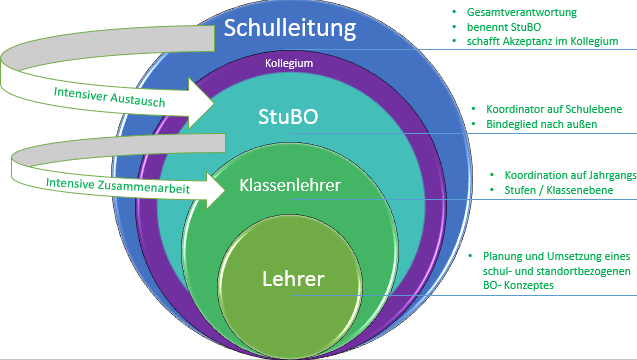 Schulleitung
• Gesamtverantwortung
• benennt StuBO
• schafft Akzeptanz im Kollegium
Kollegium
Intensiver Austausch
StuBO
• Koordinator auf Schulebene
• Bindeglied nach außen
Intensive Zusammenarbeit
Klassenlehrer
• Koordination auf Jahrgangs
• Stufen / Klassenebene
Lehrer
• Planung und Umsetzung eines
schul- und standortbezogenen
BO- Konzeptes